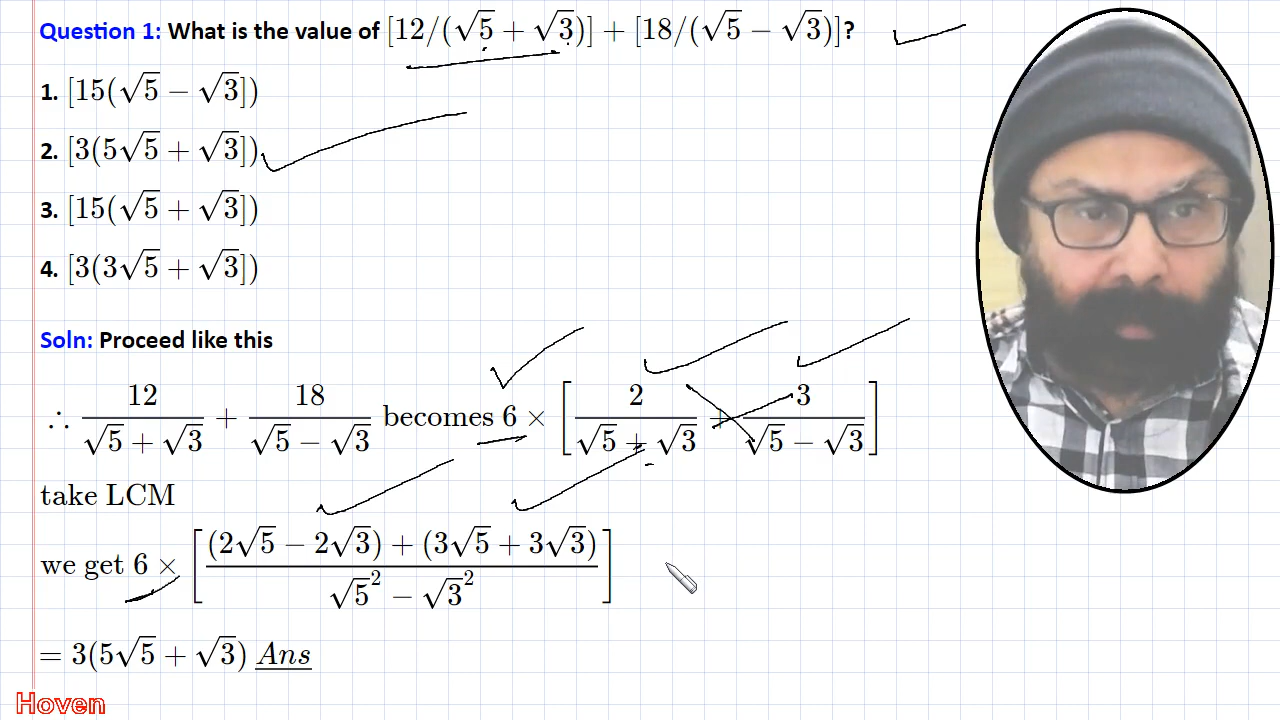 Question 1: What is the value of [12/(√5 + √3)] + [18/(√5 − √3)]?
1. [15(√5 − √3])
2. [3(5√5 + √3])
3. [15(√5 + √3])
4. [3(3√5 + √3])
Soln: Proceed like this
∴ 12/(√5 + √3) + 18/(√5 − √3) becomes 6 × [2/(√5 + √3) + 3/(√5 − √3)]
take LCM
we get 6 × [((2√5 − 2√3) + (3√5 + 3√3))/(√5² − √3²)]
= 3(5√5 + √3) Ans
Hoven